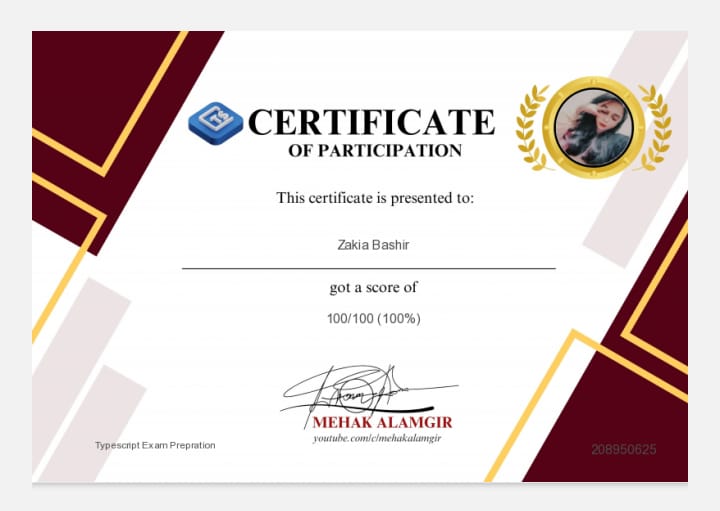 TS
CERTIFICATE
OF PARTICIPATION
This certificate is presented to:
Zakia Bashir
got a score of
100/100 (100%)
MEHAK ALAMGIR
youtube.com/c/mehakalamgir
Typescript Exam Prepration
208950625